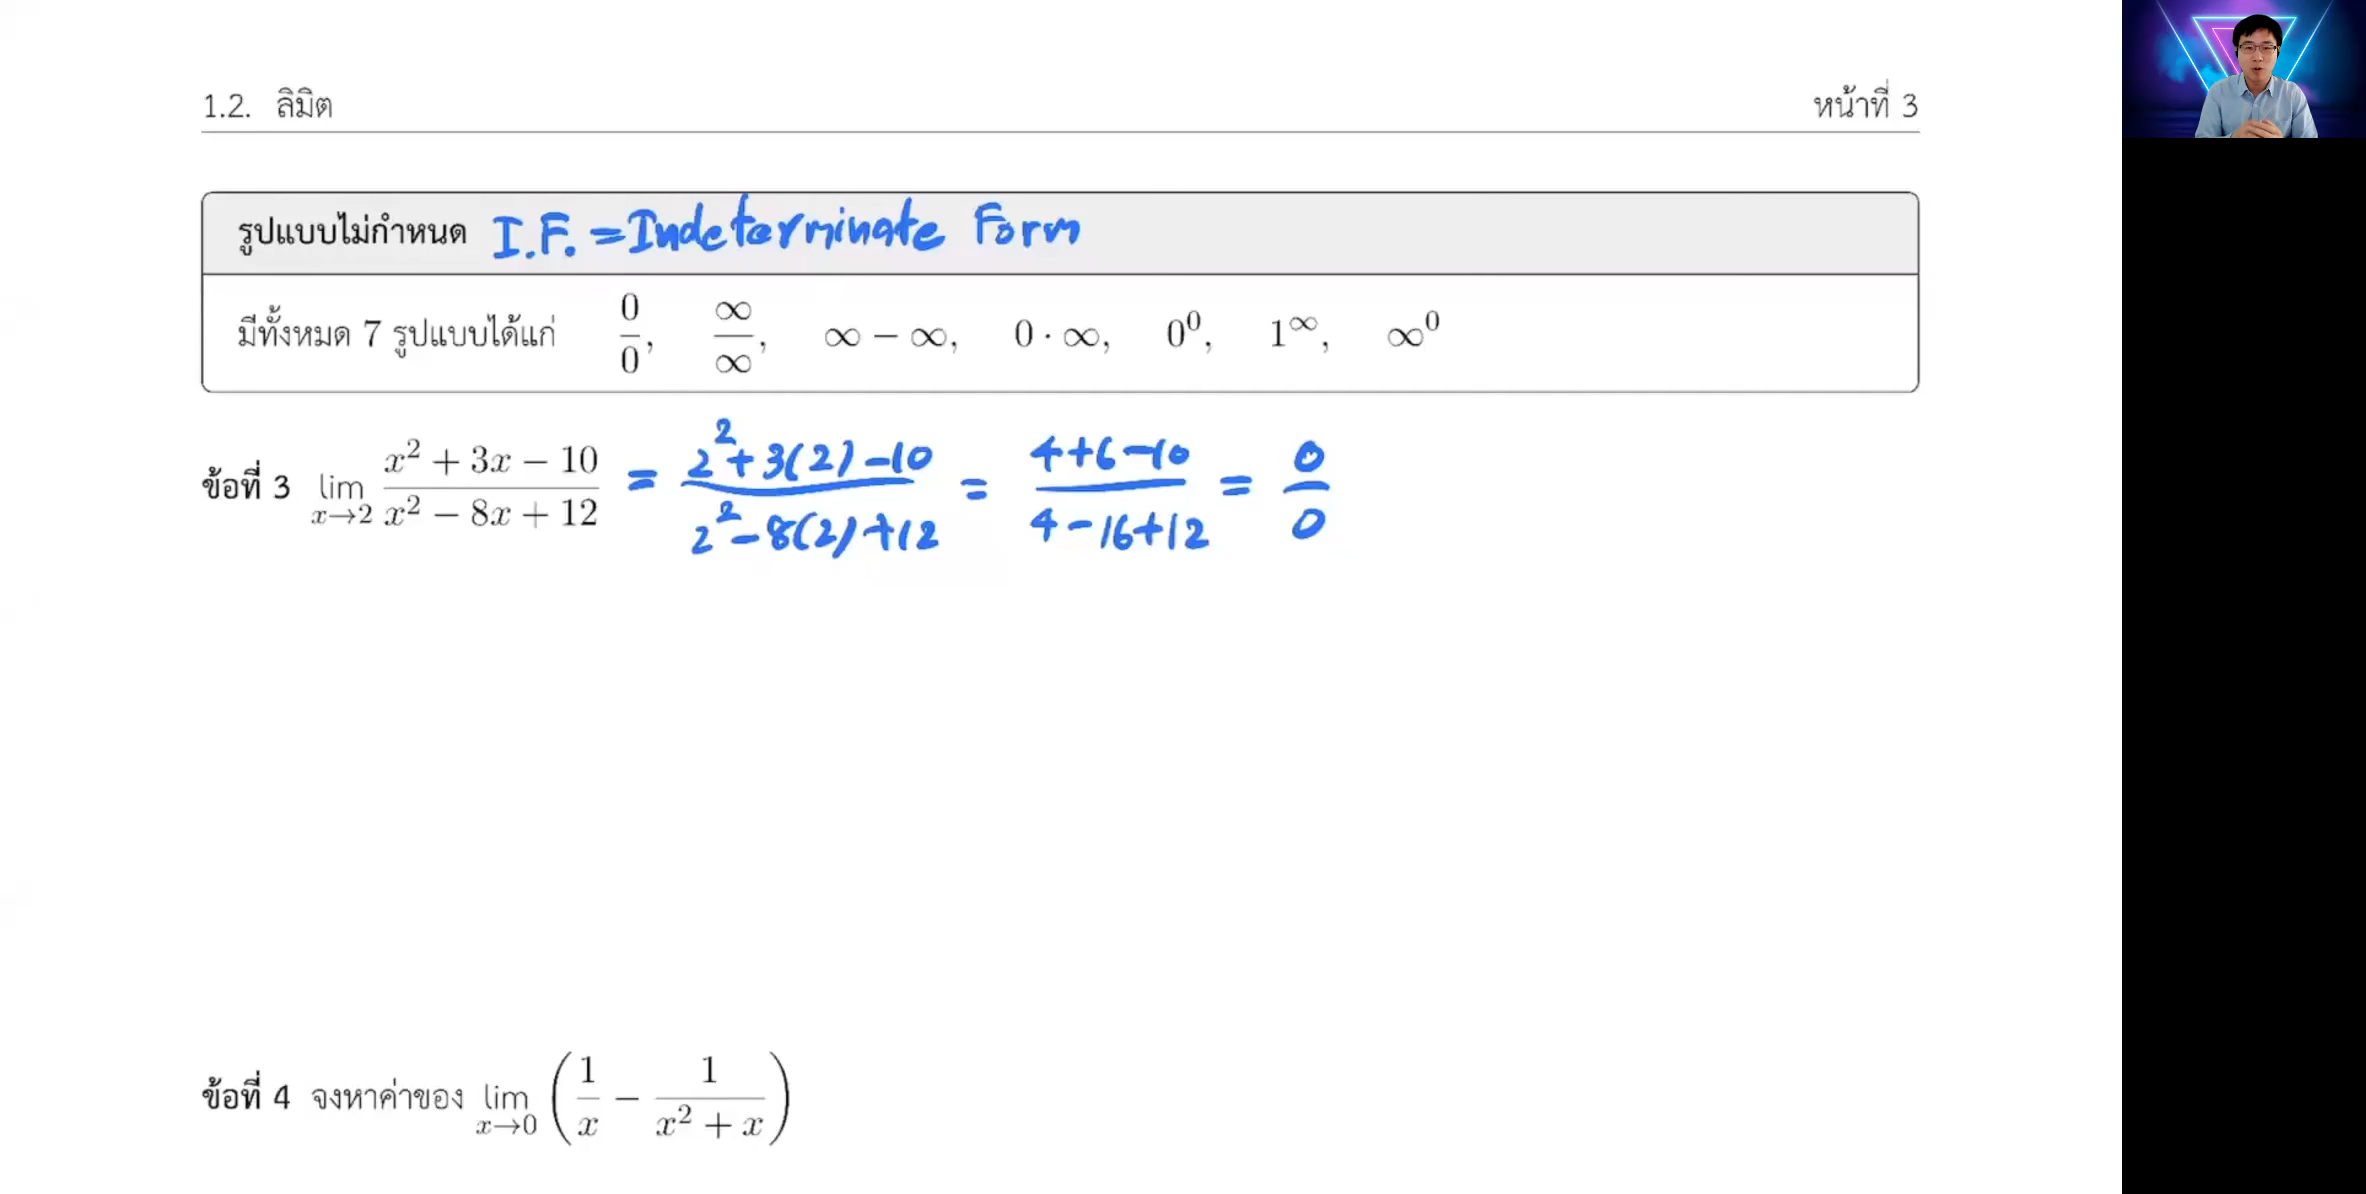 1.2. ลิมิต หน้าที่ 3
รูปแบบไม่กำหนด I.F. = Indeterminate Form
มีทั้งหมด 7 รูปแบบได้แก่ 0/0, ∞/∞, ∞ − ∞, 0 · ∞, 0⁰, 1^∞, ∞⁰
ข้อที่ 3 lim x→2 (x² + 3x − 10)/(x² − 8x + 12) = (2² + 3(2) − 10)/(2² − 8(2) + 12) = (4+6−10)/(4−16+12) = 0/0
ข้อที่ 4 จงหาค่าของ lim x→0 (1/x − 1/(x² + x))